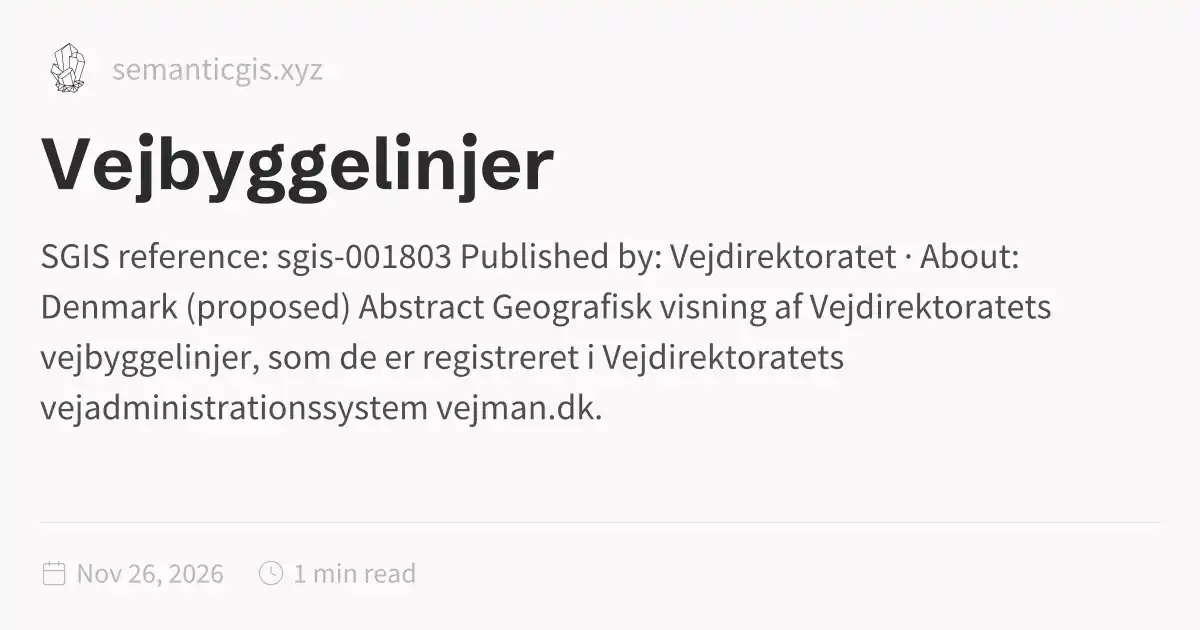 semanticgis.xyz
Vejbyggelinjer
SGIS reference: sgis-001803 Published by: Vejdirektoratet · About:
Denmark (proposed) Abstract Geografisk visning af Vejdirektoratets
vejbyggelinjer, som de er registreret i Vejdirektoratets
vejadministrationssystem vejman.dk.
Nov 26, 2026 1 min read